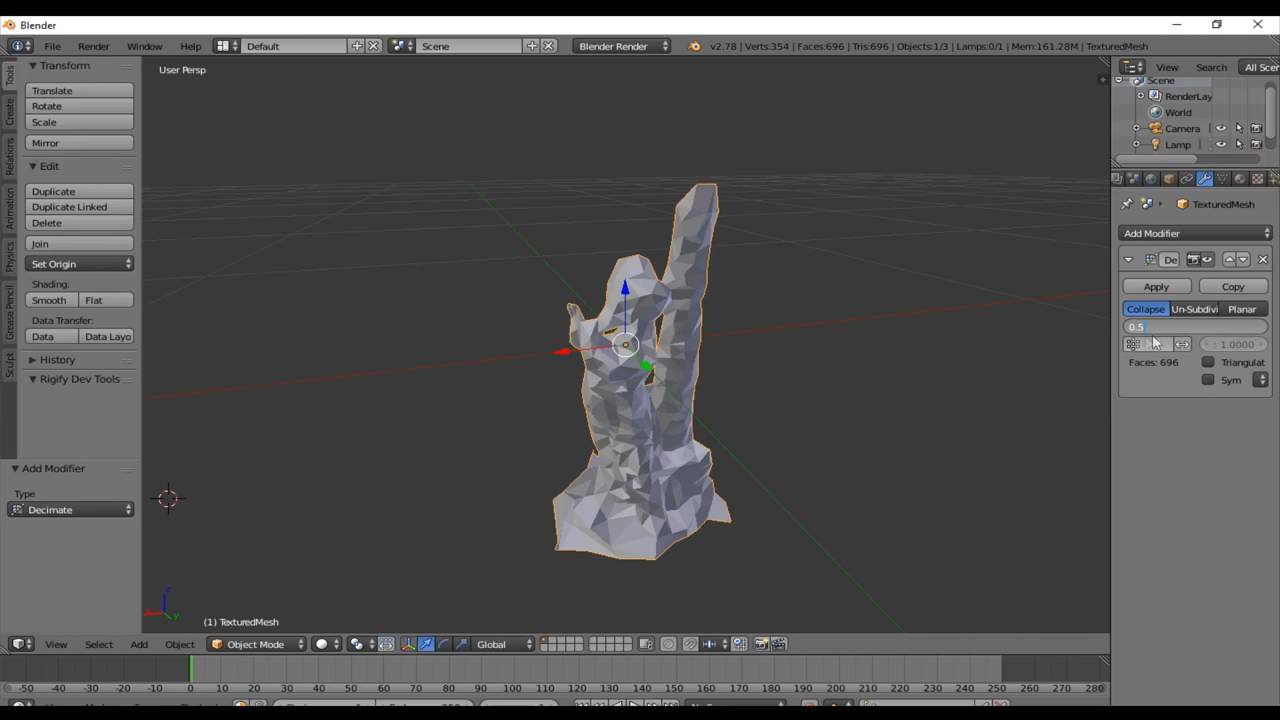 Blender
File Render Window Help Default Scene Blender Render v2.78 | Verts:354 | Faces:696 | Tris:696 | Objects:1/3 | Lamps:0/1 | Mem:161.28M | TexturedMesh
Tools
Create
Relations
Animation
Physics
Grease Pencil
Sculpt
Transform
Translate
Rotate
Scale
Mirror
Edit
Duplicate
Duplicate Linked
Delete
Join
Set Origin
Shading:
Smooth Flat
Data Transfer:
Data Data Layo
History
Rigify Dev Tools
Add Modifier
Type
Decimate
User Persp
(1) TexturedMesh
View Search All Scen
Scene
RenderLay
World
Camera
Lamp
TexturedMesh
Add Modifier
De
Apply Copy
Collapse Un-Subdivi Planar
0.5
: 1.0000
Faces: 696 Triangulat
Sym
View Select Add Object Object Mode Global
-50 -40 -30 -20 -10 0 10 20 30 40 50 60 70 80 90 100 110 120 130 140 150 160 170 180 190 200 210 220 230 240 250 260 270 280